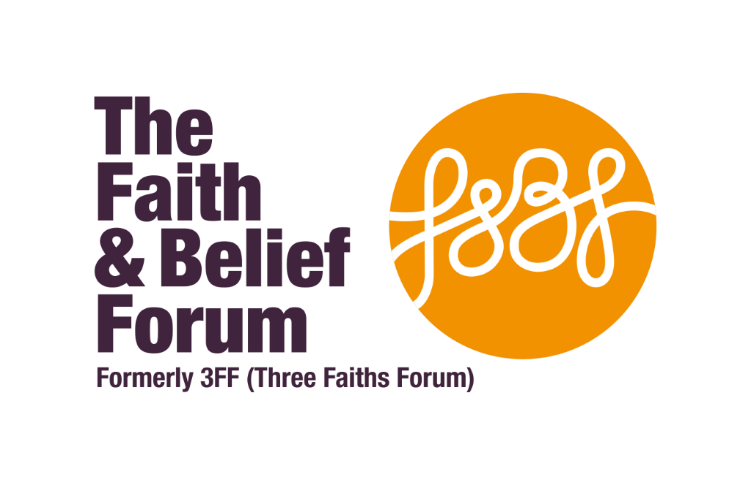 The
Faith
& Belief
Forum
Formerly 3FF (Three Faiths Forum)
f&Bf